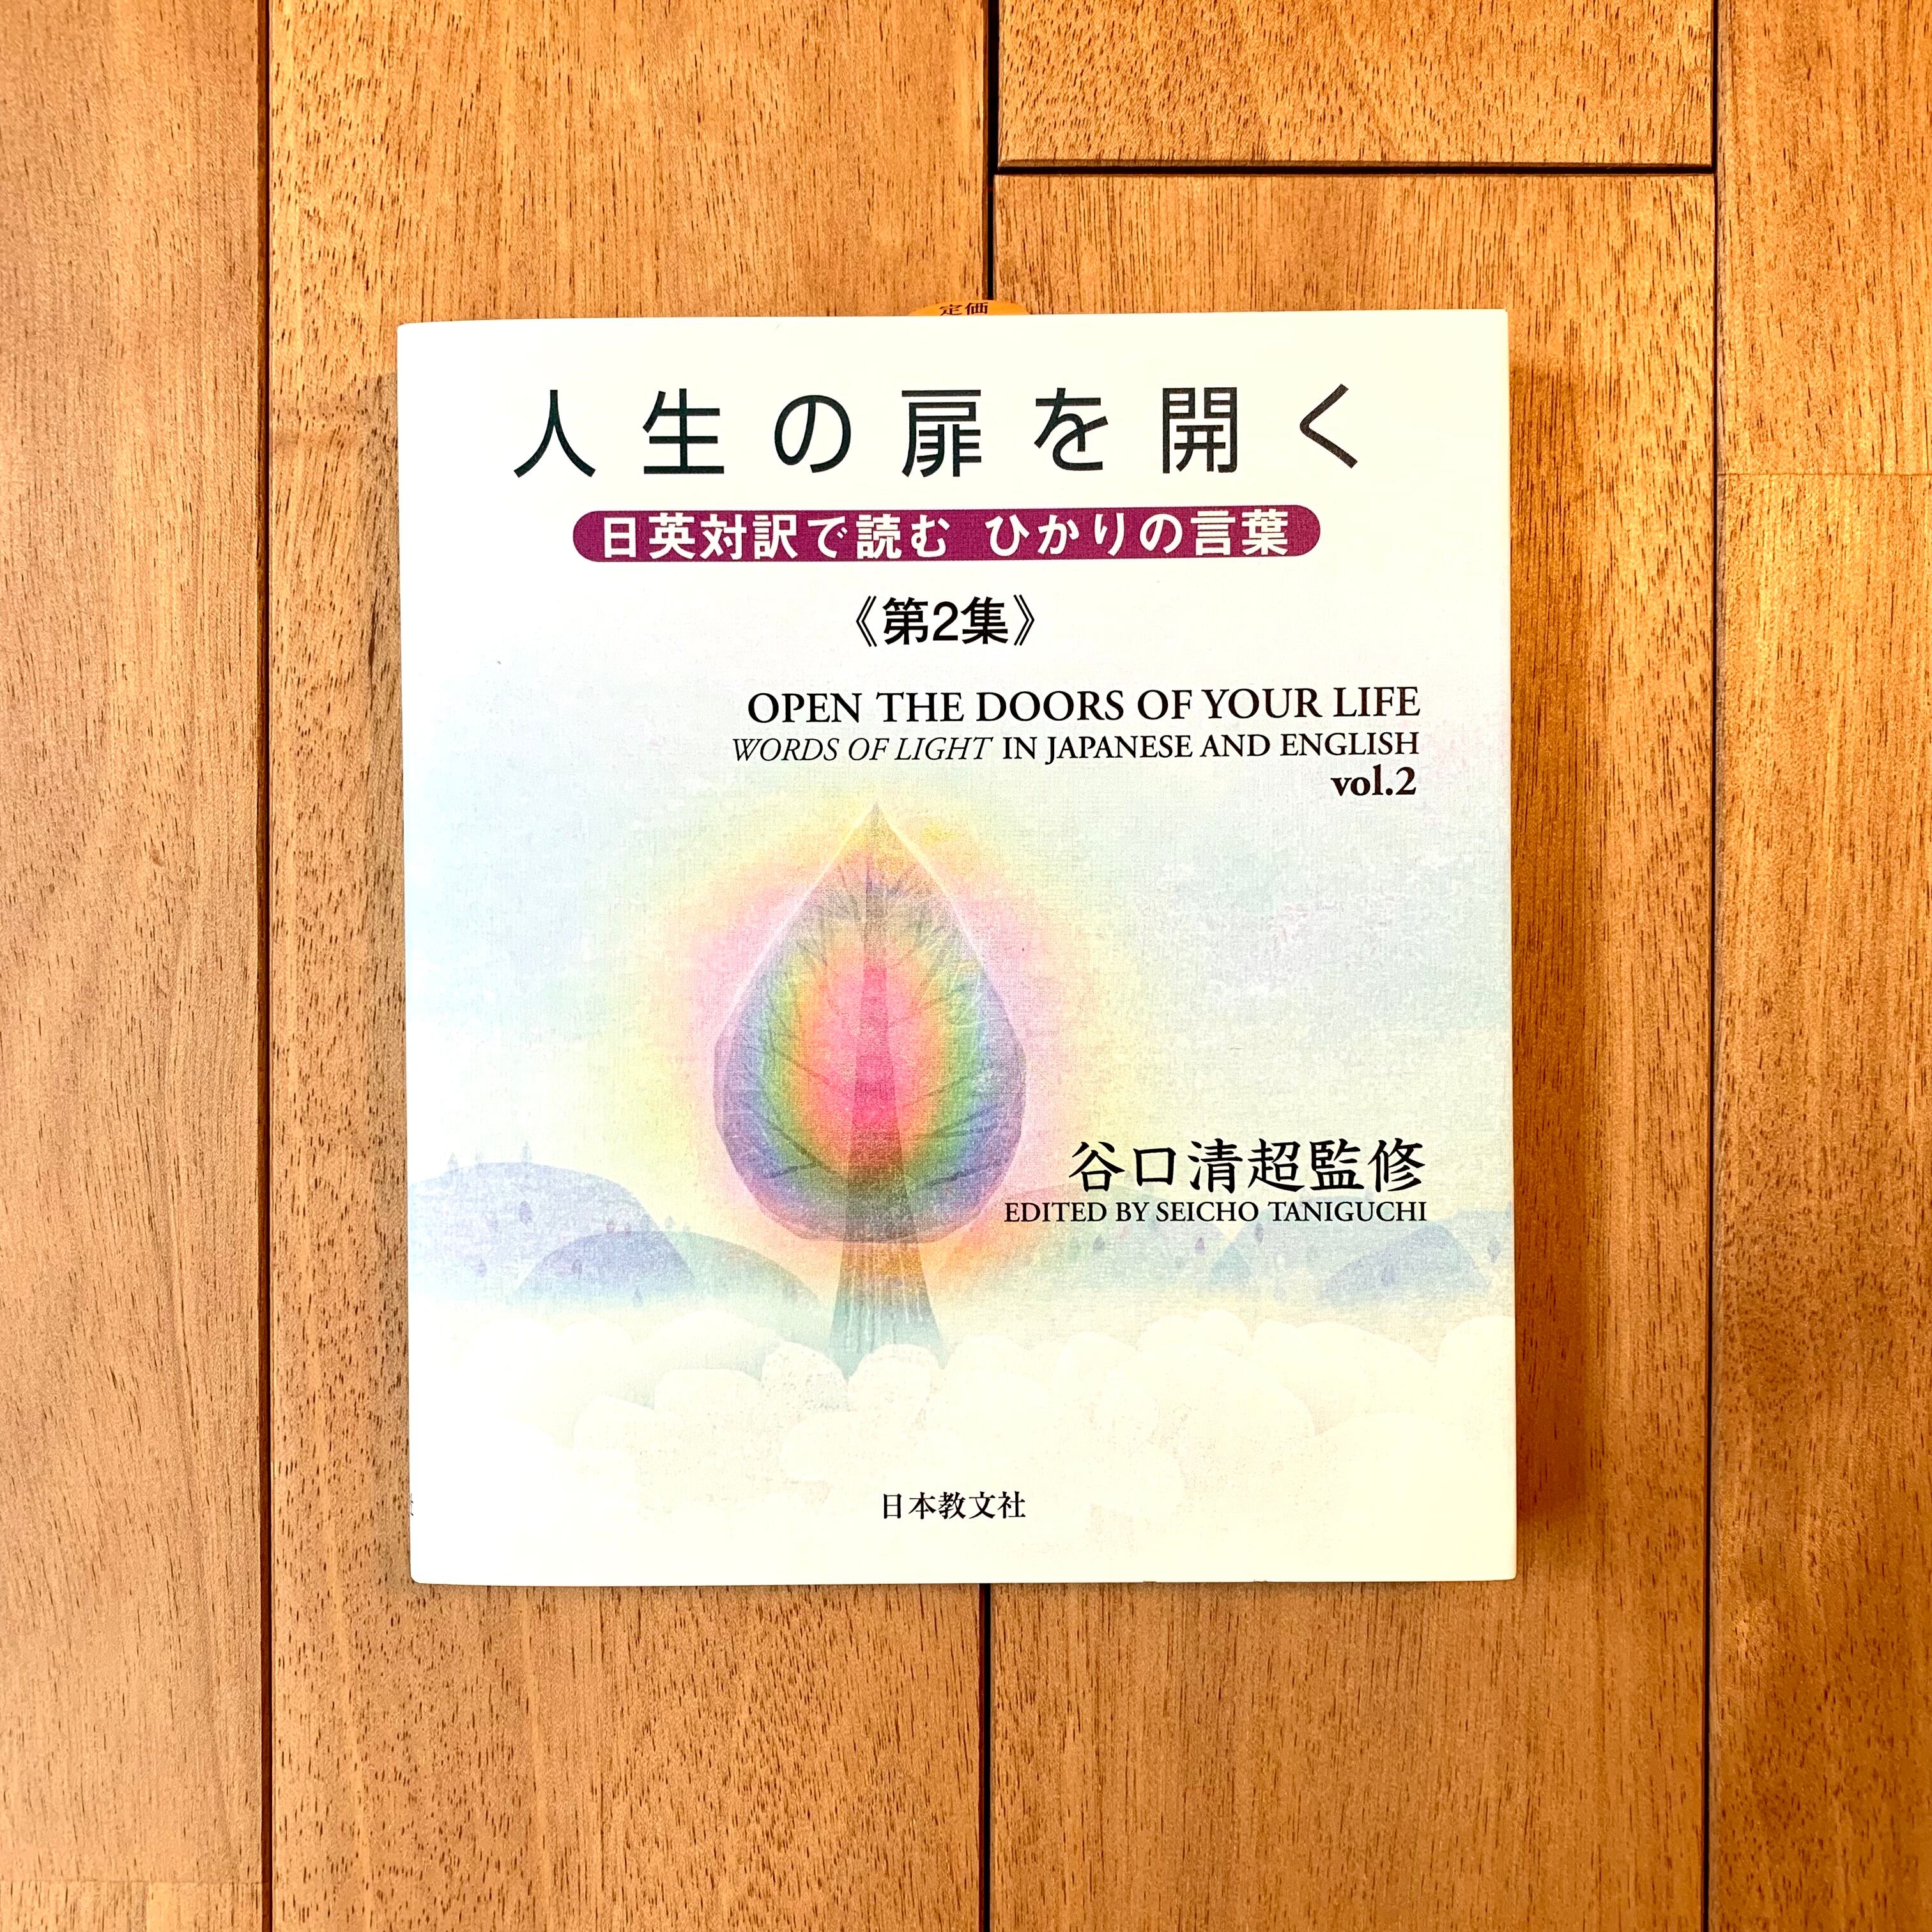 定価
人生の扉を開く
日英対訳で読む ひかりの言葉
《第2集》
OPEN THE DOORS OF YOUR LIFE
WORDS OF LIGHT IN JAPANESE AND ENGLISH
vol.2
谷口清超監修
EDITED BY SEICHO TANIGUCHI
日本教文社